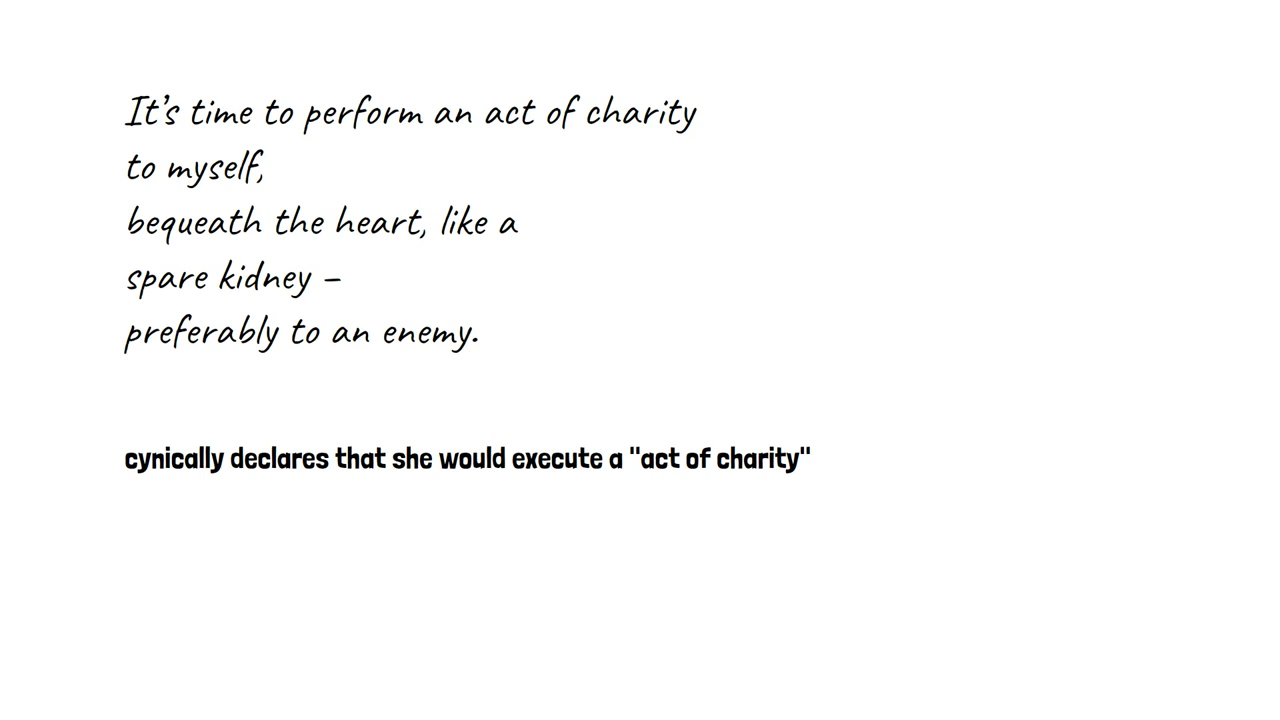 It’s time to perform an act of charity
to myself,
bequeath the heart, like a
spare kidney –
preferably to an enemy.
cynically declares that she would execute a "act of charity"